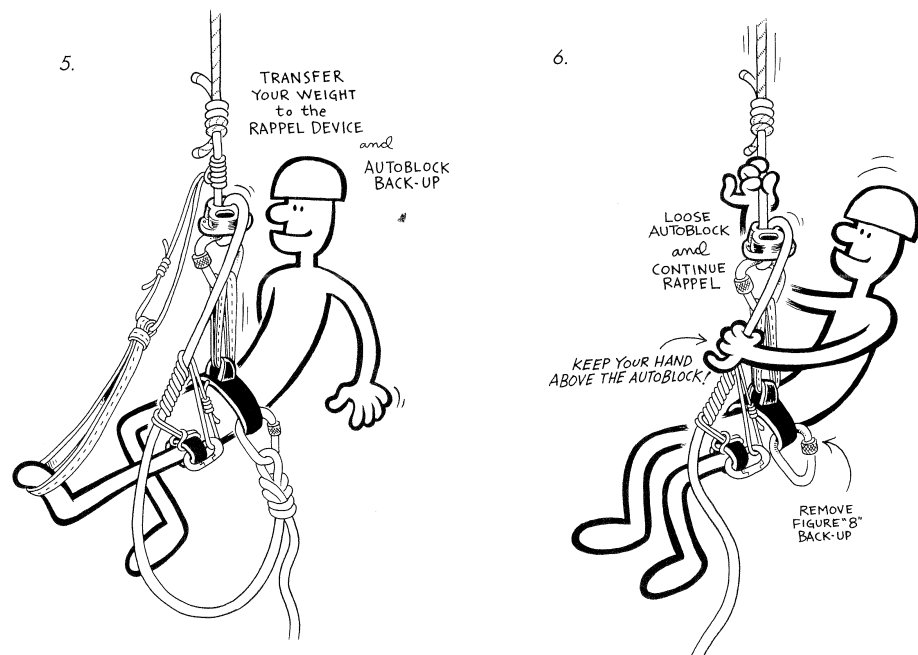 5.
TRANSFER
YOUR WEIGHT
to the
RAPPEL DEVICE
and
AUTOBLOCK
BACK-UP
6.
LOOSE
AUTOBLOCK
and
CONTINUE
RAPPEL
KEEP YOUR HAND
ABOVE THE AUTOBLOCK!
REMOVE
FIGURE "8"
BACK-UP